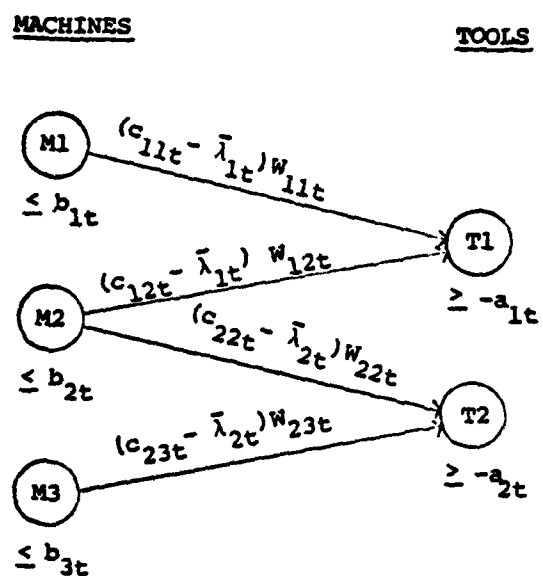 MACHINES
TOOLS
M1
≤ b1t
(c11t - λ̄1t)W11t
T1
≥ -a1t
(c12t - λ̄1t) W12t
M2
≤ b2t
(c22t - λ̄2t)W22t
T2
≥ -a2t
(c23t - λ̄2t)W23t
M3
≤ b3t